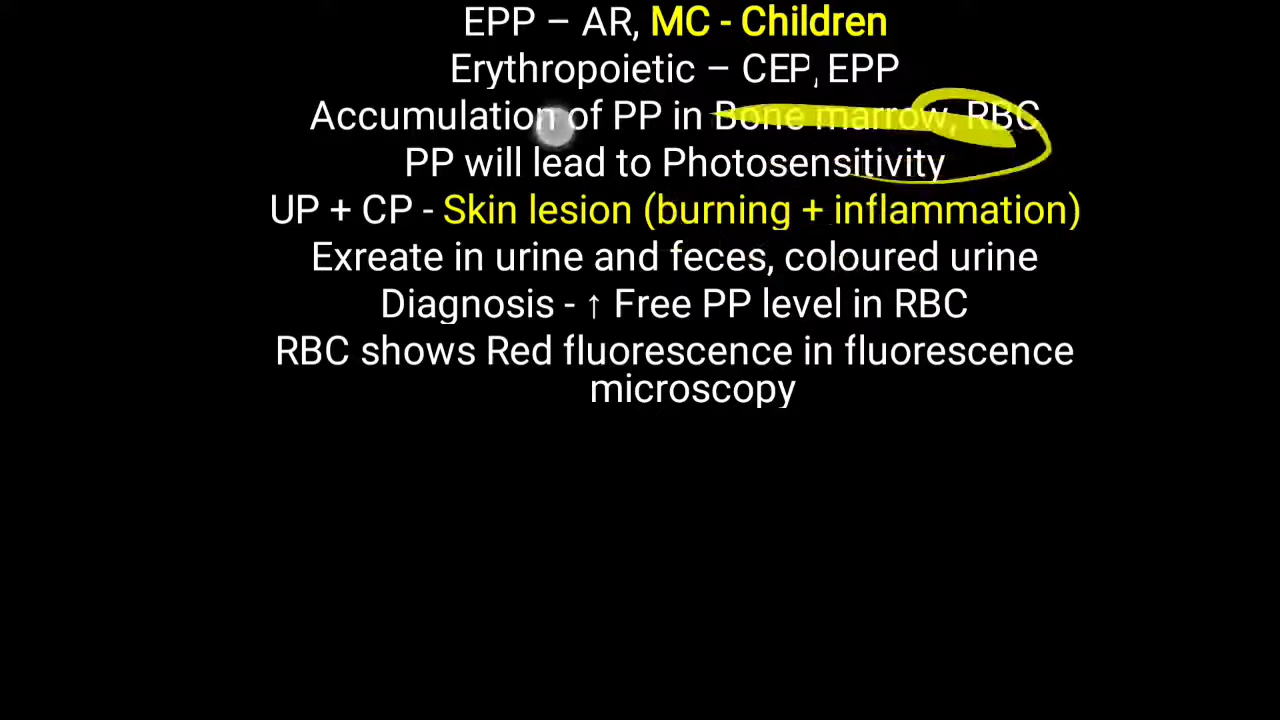 EPP – AR, MC - Children
Erythropoietic – CEP, EPP
Accumulation of PP in Bone marrow, RBC
PP will lead to Photosensitivity
UP + CP - Skin lesion (burning + inflammation)
Exreate in urine and feces, coloured urine
Diagnosis - ↑ Free PP level in RBC
RBC shows Red fluorescence in fluorescence
microscopy